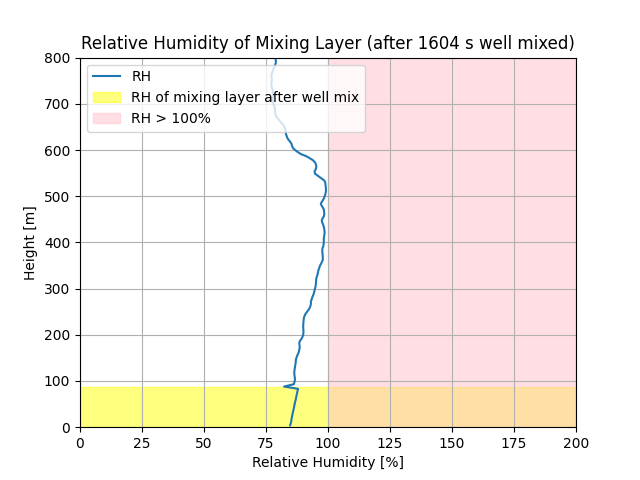 Relative Humidity of Mixing Layer (after 1604 s well mixed)
RH
RH of mixing layer after well mix
RH > 100%
Height [m]
800
700
600
500
400
300
200
100
0
0 25 50 75 100 125 150 175 200
Relative Humidity [%]